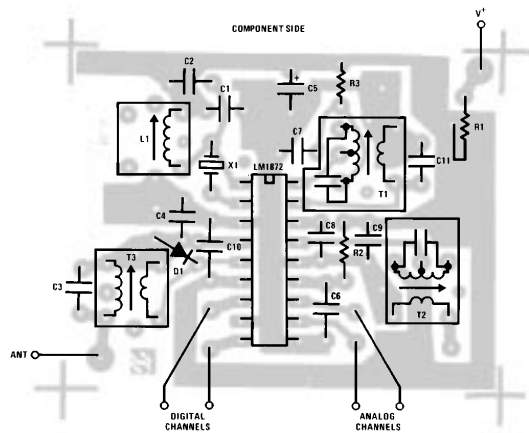 COMPONENT SIDE
V+
C2
C1
+
C5
R3
R1
L1
C7
X1
LM1872
T1
C11
C4
C8
C9
C10
R2
T3
D1
C3
C6
T2
ANT
DIGITAL
CHANNELS
ANALOG
CHANNELS